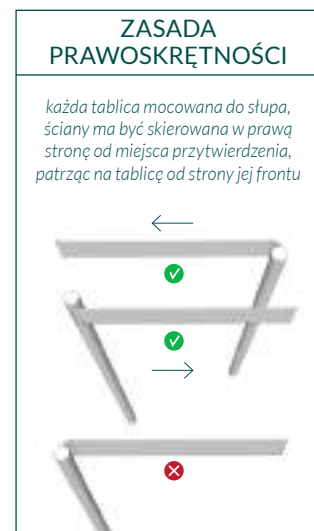 ZASADA
PRAWOSKRĘTNOŚCI
każda tablica mocowana do słupa,
ściany ma być skierowana w prawą
stronę od miejsca przytwierdzenia,
patrząc na tablicę od strony jej frontu